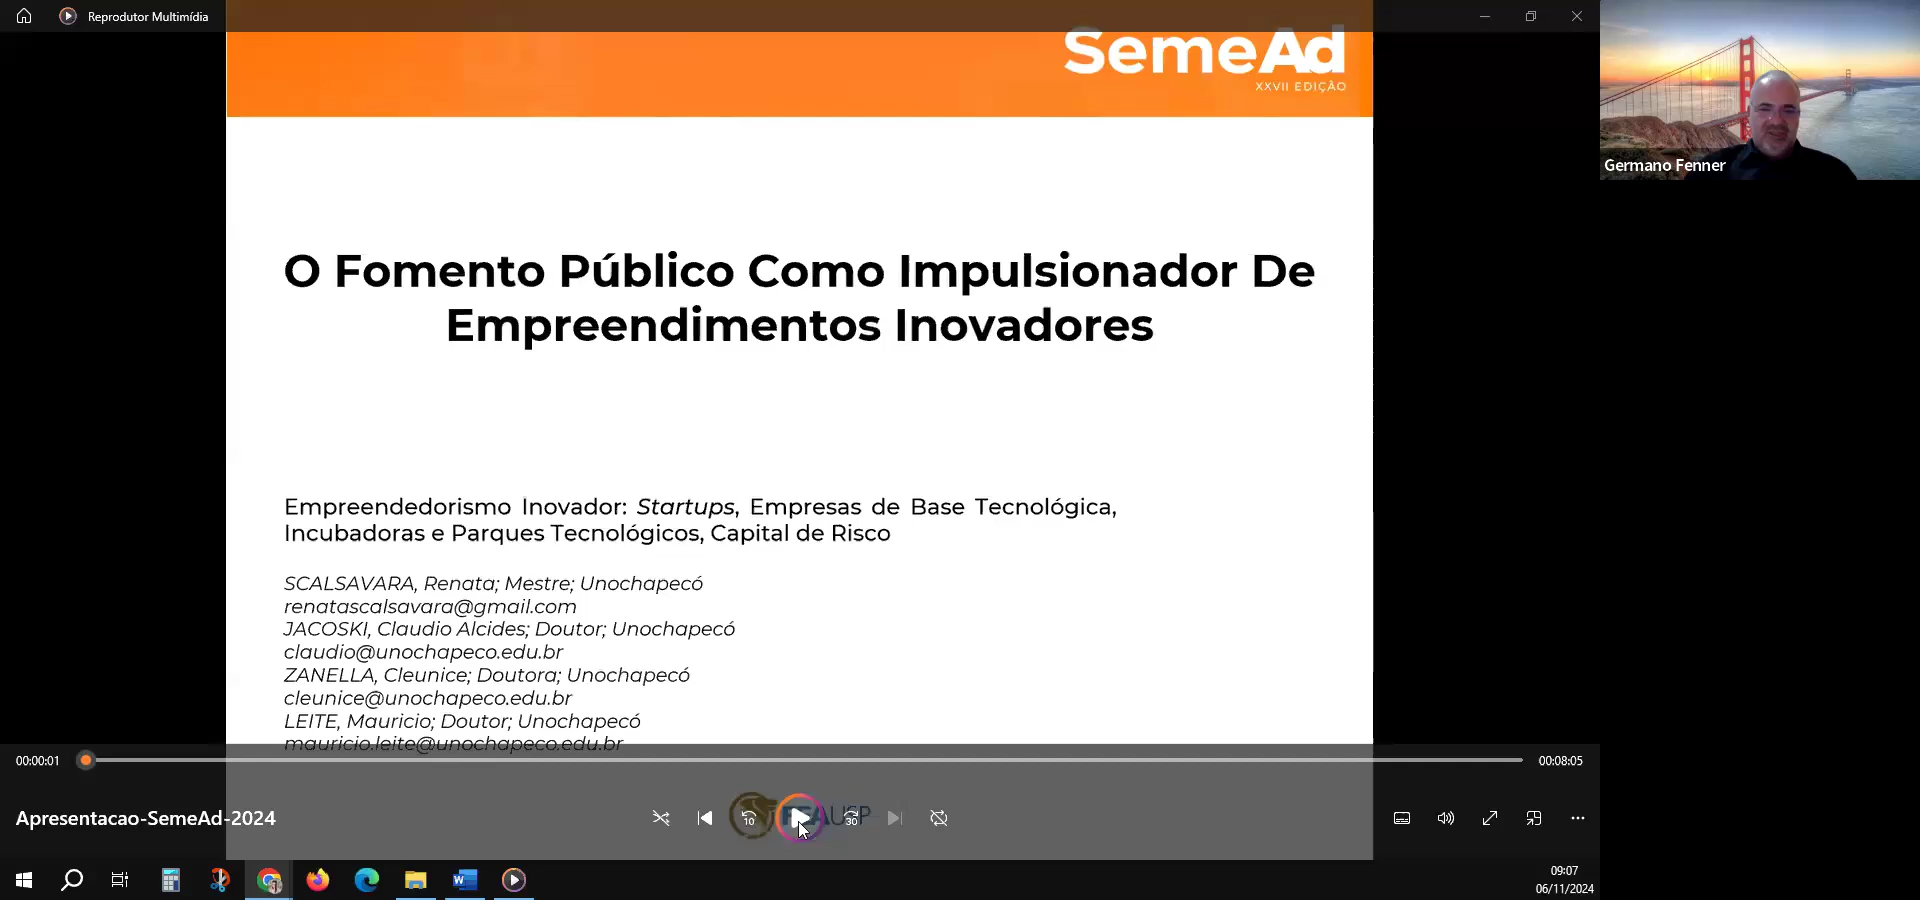 Reprodutor Multimídia
SemeAd
XXVII EDIÇÃO
Germano Fenner
O Fomento Público Como Impulsionador De
Empreendimentos Inovadores
Empreendedorismo Inovador: Startups, Empresas de Base Tecnológica,
Incubadoras e Parques Tecnológicos, Capital de Risco
SCALSAVARA, Renata; Mestre; Unochapecó
renatascalsavara@gmail.com
JACOSKI, Claudio Alcides; Doutor; Unochapecó
claudio@unochapeco.edu.br
ZANELLA, Cleunice; Doutora; Unochapecó
cleunice@unochapeco.edu.br
LEITE, Mauricio; Doutor; Unochapecó
mauricio.leite@unochapeco.edu.br
00:00:01
00:08:05
Apresentacao-SemeAd-2024
10
30
09:07
06/11/2024